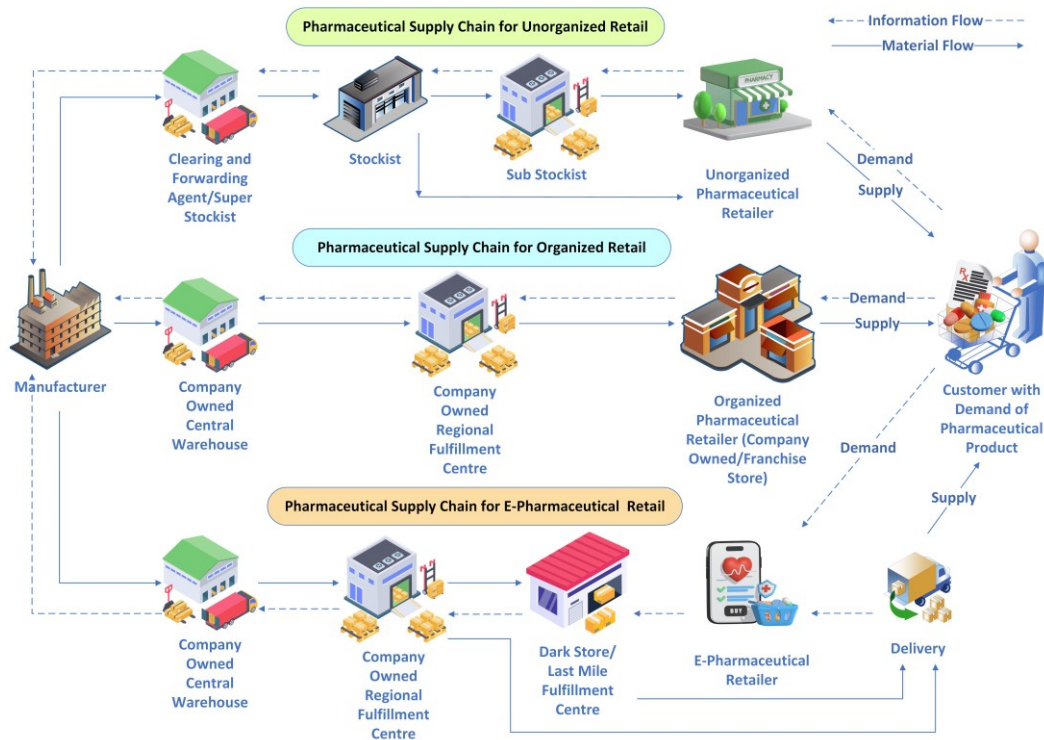 Pharmaceutical Supply Chain for Unorganized Retail
Information Flow
Material Flow
PHARMACY
Clearing and
Forwarding
Agent/Super
Stockist
Stockist
Sub Stockist
Unorganized
Pharmaceutical
Retailer
Demand
Supply
Pharmaceutical Supply Chain for Organized Retail
Rx
Demand
Supply
Manufacturer
Company
Owned
Central
Warehouse
Company
Owned
Regional
Fulfillment
Centre
Organized
Pharmaceutical
Retailer (Company
Owned/Franchise
Store)
Customer with
Demand of
Pharmaceutical
Product
Demand
Supply
Pharmaceutical Supply Chain for E-Pharmaceutical Retail
BUY
Company
Owned
Central
Warehouse
Company
Owned
Regional
Fulfillment
Centre
Dark Store/
Last Mile
Fulfillment
Centre
E-Pharmaceutical
Retailer
Delivery